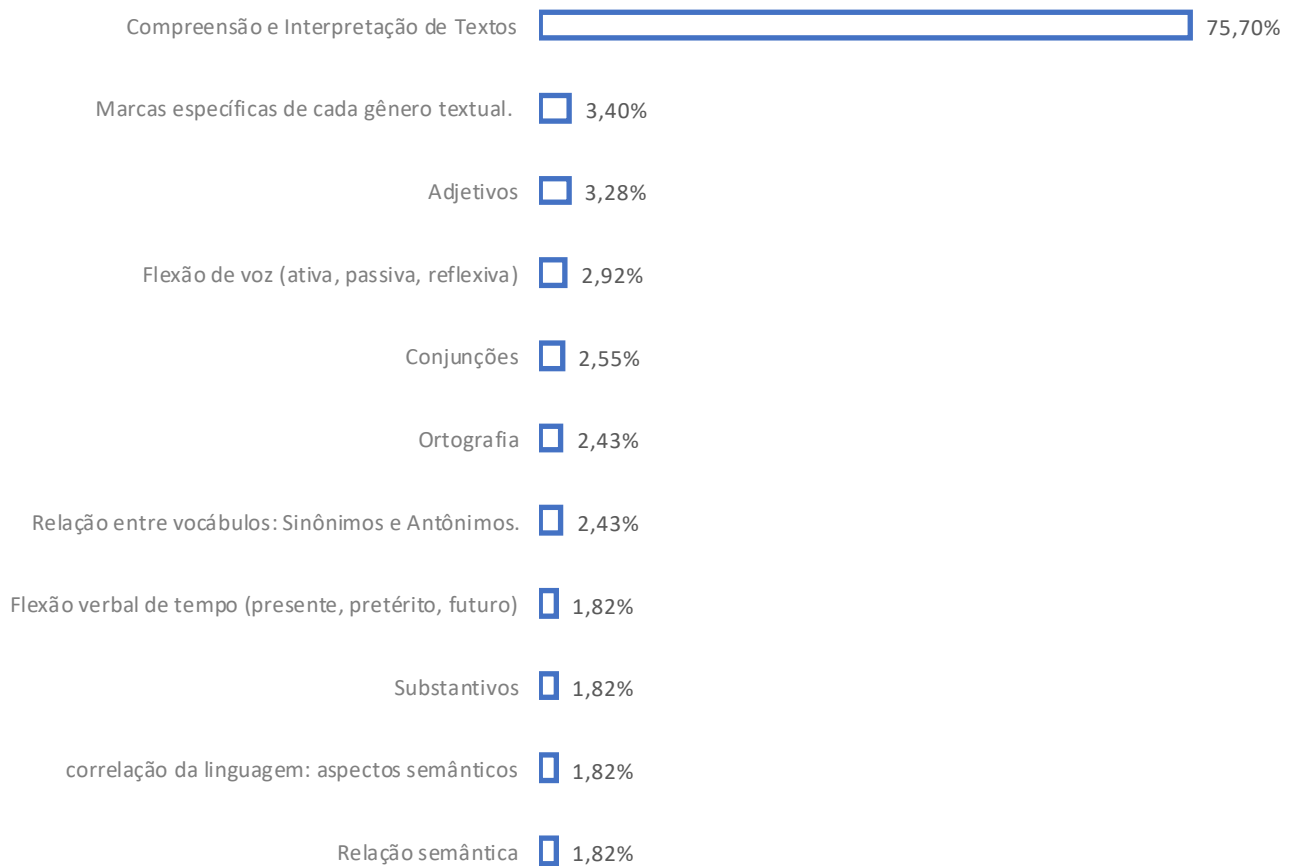 Compreensão e Interpretação de Textos 75,70%
Marcas específicas de cada gênero textual. 3,40%
Adjetivos 3,28%
Flexão de voz (ativa, passiva, reflexiva) 2,92%
Conjunções 2,55%
Ortografia 2,43%
Relação entre vocábulos: Sinônimos e Antônimos. 2,43%
Flexão verbal de tempo (presente, pretérito, futuro) 1,82%
Substantivos 1,82%
correlação da linguagem: aspectos semânticos 1,82%
Relação semântica 1,82%